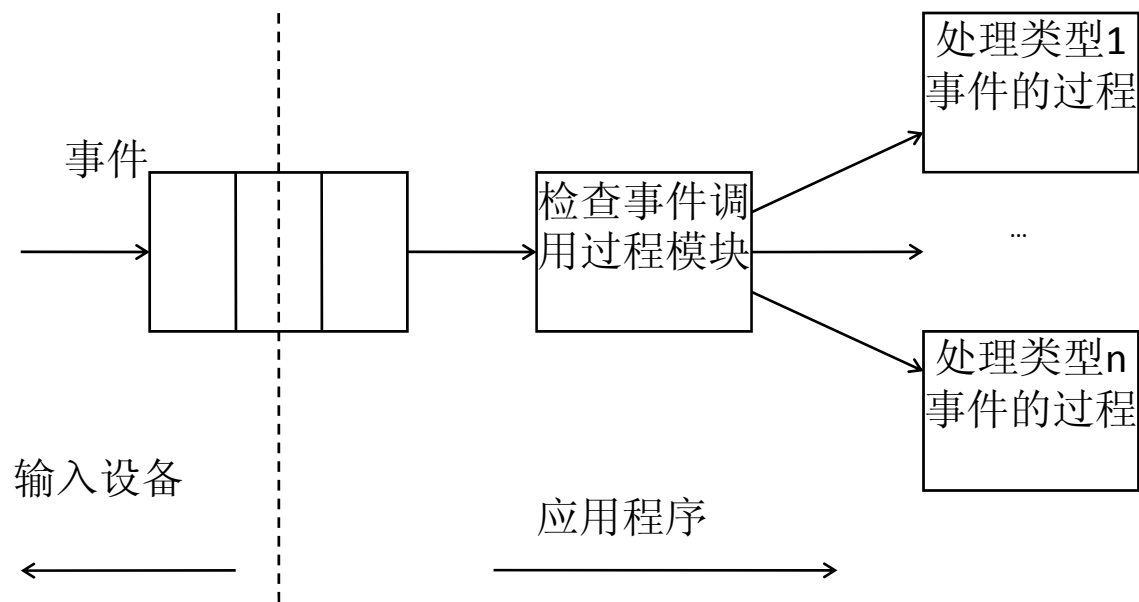 处理类型1
事件的过程
事件
检查事件调
用过程模块
...
处理类型n
事件的过程
输入设备
应用程序